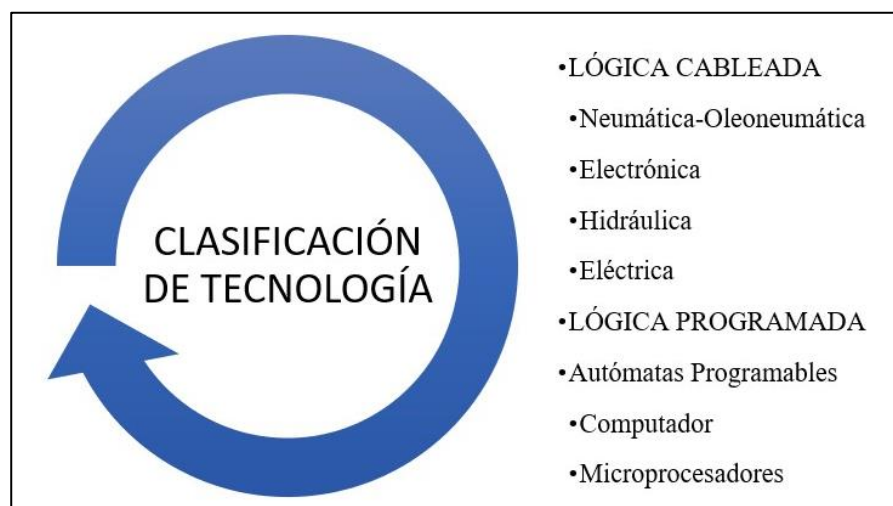 CLASIFICACIÓN
DE TECNOLOGÍA
•LÓGICA CABLEADA
•Neumática-Oleoneumática
•Electrónica
•Hidráulica
•Eléctrica
•LÓGICA PROGRAMADA
•Autómatas Programables
•Computador
•Microprocesadores